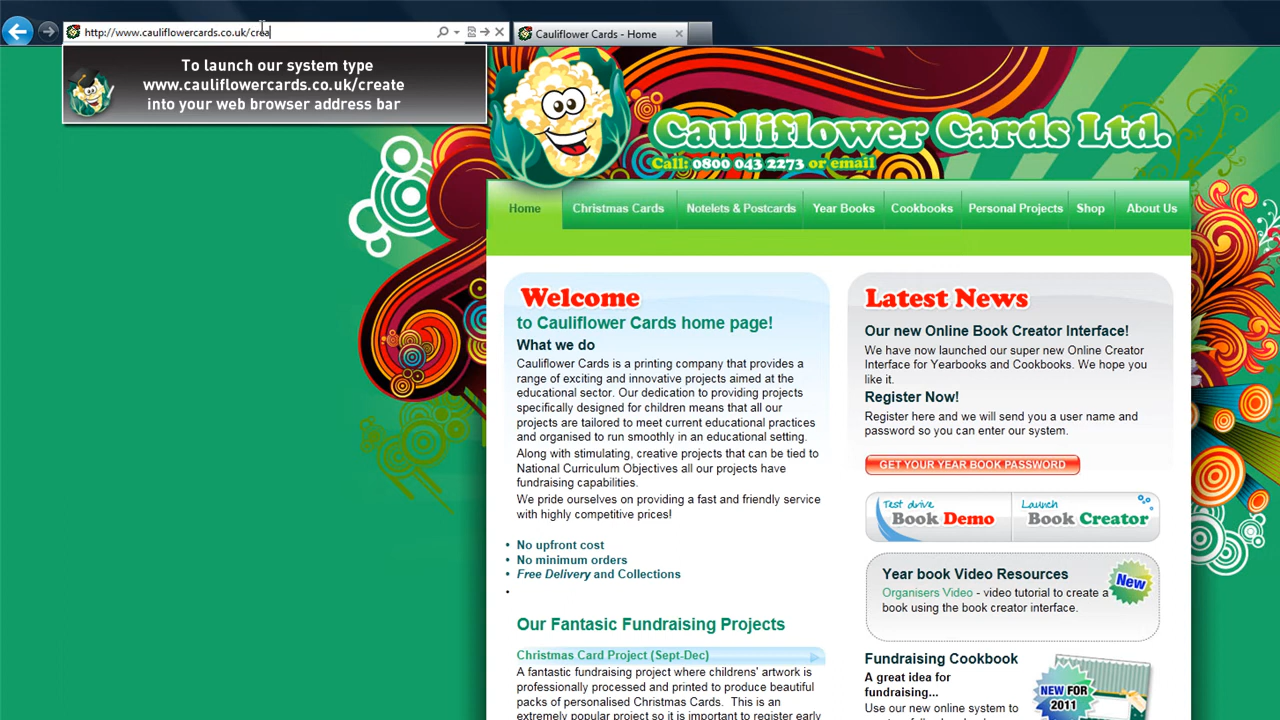 http://www.cauliflowercards.co.uk/crea
Cauliflower Cards - Home
To launch our system type
www.cauliflowercards.co.uk/create
into your web browser address bar
Cauliflower Cards Ltd.
Call: 0800 043 2273 or email
Home
Christmas Cards
Notelets & Postcards
Year Books
Cookbooks
Personal Projects
Shop
About Us
Welcome
to Cauliflower Cards home page!
What we do
Cauliflower Cards is a printing company that provides a
range of exciting and innovative projects aimed at the
educational sector. Our dedication to providing projects
specifically designed for children means that all our
projects are tailored to meet current educational practices
and organised to run smoothly in an educational setting.
Along with stimulating, creative projects that can be tied to
National Curriculum Objectives all our projects have
fundraising capabilities.
We pride ourselves on providing a fast and friendly service
with highly competitive prices!
• No upfront cost
• No minimum orders
• Free Delivery and Collections
•
Our Fantasic Fundraising Projects
Christmas Card Project (Sept-Dec)
A fantastic fundraising project where childrens' artwork is
professionally processed and printed to produce beautiful
packs of personalised Christmas Cards. This is an
extremely popular project so it is important to register early
Latest News
Our new Online Book Creator Interface!
We have now launched our super new Online Creator
Interface for Yearbooks and Cookbooks. We hope you
like it.
Register Now!
Register here and we will send you a user name and
password so you can enter our system.
GET YOUR YEAR BOOK PASSWORD
Test drive
Book Demo
Launch
Book Creator
Year book Video Resources
New
Organisers Video - video tutorial to create a
book using the book creator interface.
Fundraising Cookbook
A great idea for
fundraising...
Use our new online system to
NEW FOR
2011